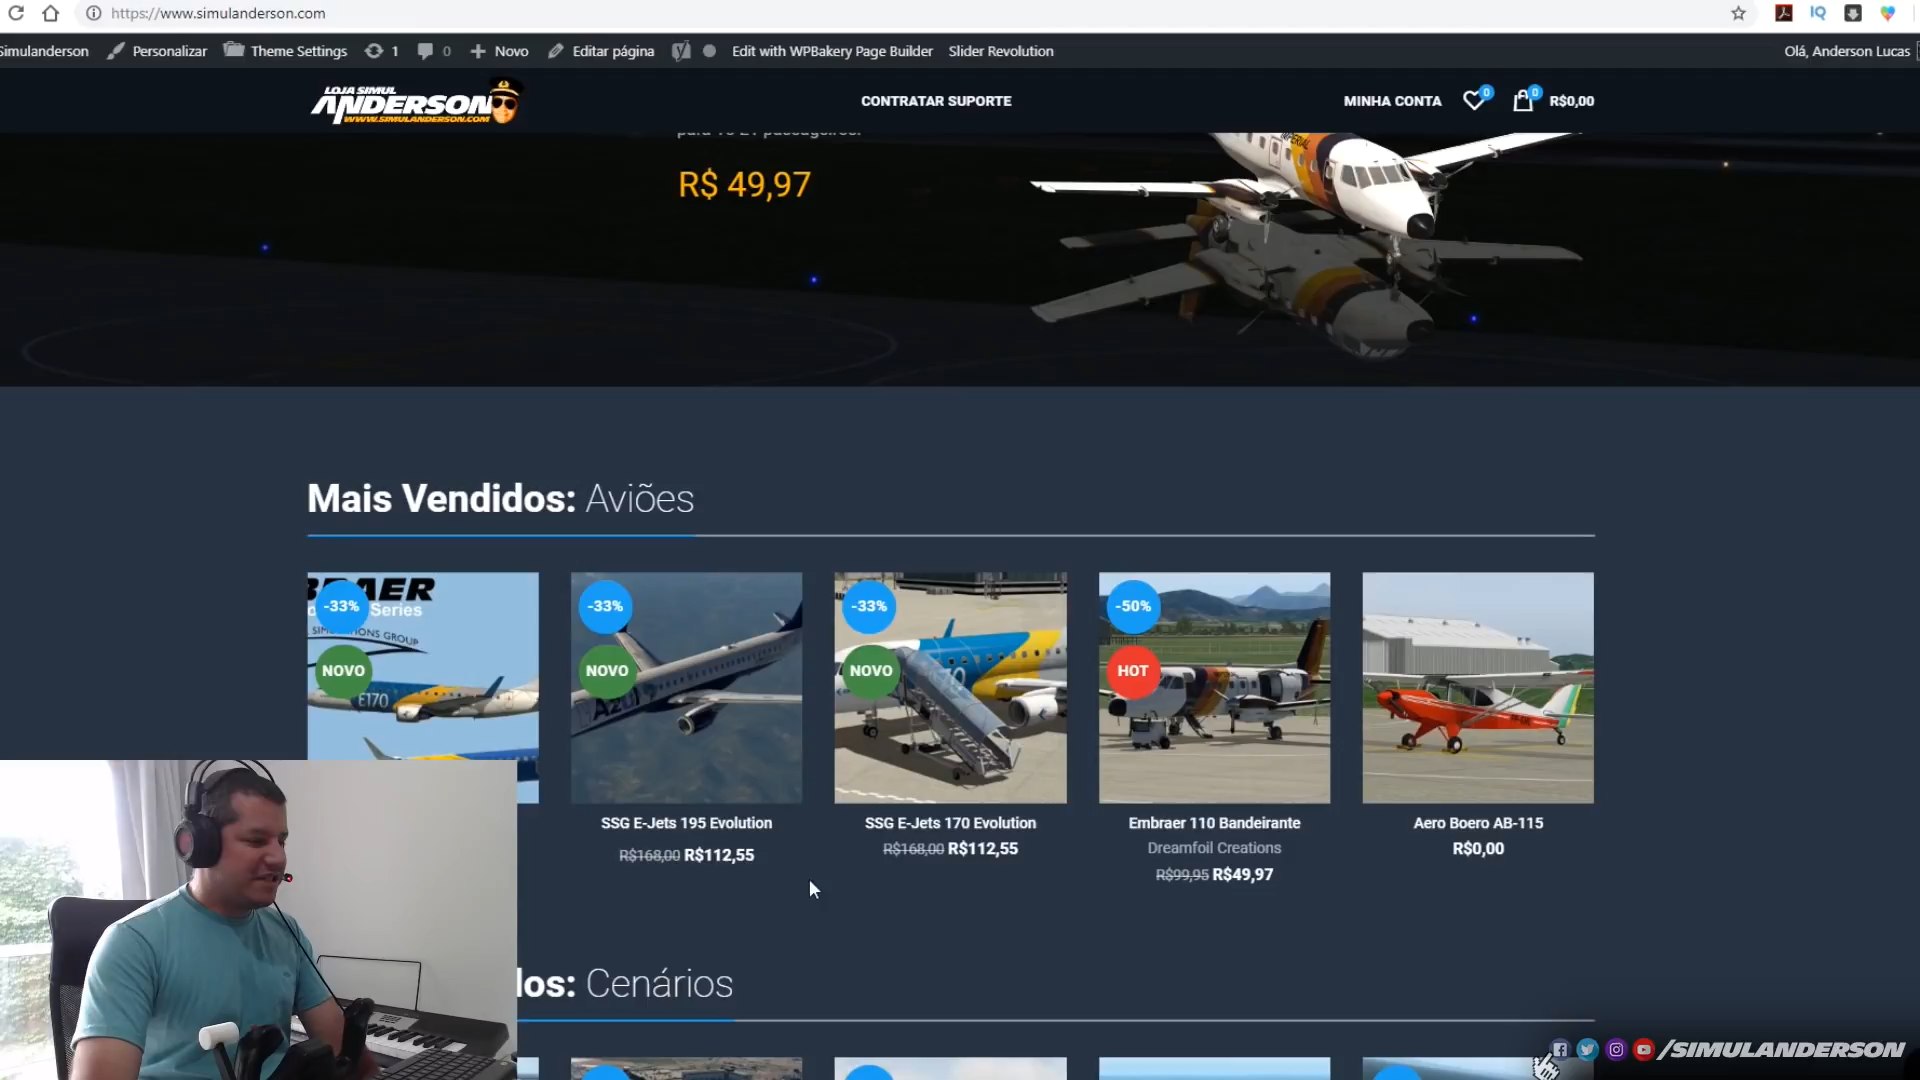 https://www.simulanderson.com
Simulanderson Personalizar Theme Settings 1 0 Novo Editar página Edit with WPBakery Page Builder Slider Revolution Olá, Anderson Lucas
LOJA SIMUL
ANDERSON
WWW.SIMULANDERSON.COM
CONTRATAR SUPORTE
MINHA CONTA 0 0 R$0,00
R$ 49,97
IMPERIAL
Mais Vendidos: Aviões
-33%
NOVO
BRAER
Series
E170
-33%
NOVO
-33%
NOVO
-50%
HOT
SSG E-Jets 195 Evolution
R$168,00 R$112,55
SSG E-Jets 170 Evolution
R$168,00 R$112,55
Embraer 110 Bandeirante
Dreamfoil Creations
R$99,95 R$49,97
Aero Boero AB-115
R$0,00
dos: Cenários
/SIMULANDERSON